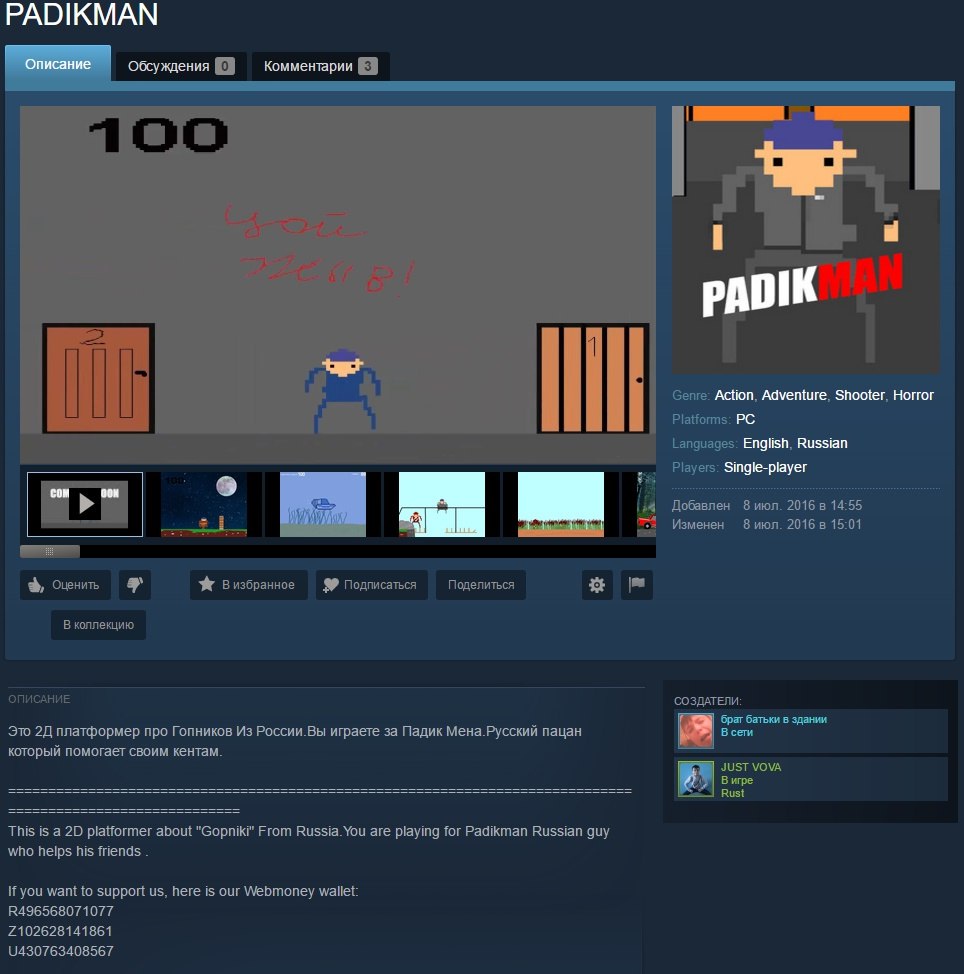 PADIKMAN
Описание
Обсуждения 0
Комментарии 3
100
цой
жив!
2
1
PADIKMAN
Genre: Action, Adventure, Shooter, Horror
Platforms: PC
Languages: English, Russian
Players: Single-player
Добавлен 8 июл. 2016 в 14:55
Изменен 8 июл. 2016 в 15:01
100
Оценить
В избранное
Подписаться
Поделиться
В коллекцию
ОПИСАНИЕ
Это 2Д платформер про Гопников Из России.Вы играете за Падик Мена.Русский пацан
который помогает своим кентам.
==============================================================================
=============================
This is a 2D platformer about "Gopniki" From Russia.You are playing for Padikman Russian guy
who helps his friends .
If you want to support us, here is our Webmoney wallet:
R496568071077
Z102628141861
U430763408567
СОЗДАТЕЛИ:
брат батьки в здании
В сети
JUST VOVA
В игре
Rust